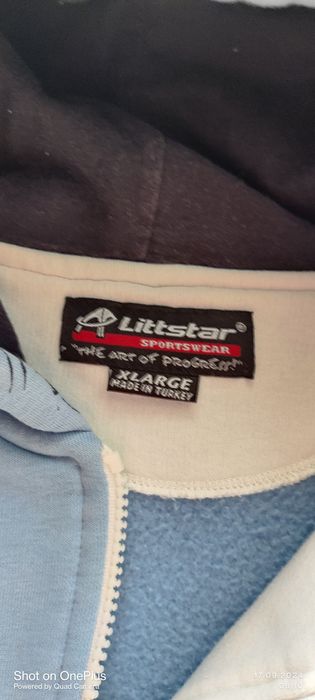 Littstar®
SPORTSWEAR
"THE ART OF PROGRESS!"
XLARGE
MADE IN TURKEY
Shot on OnePlus
Powered by Quad Camera